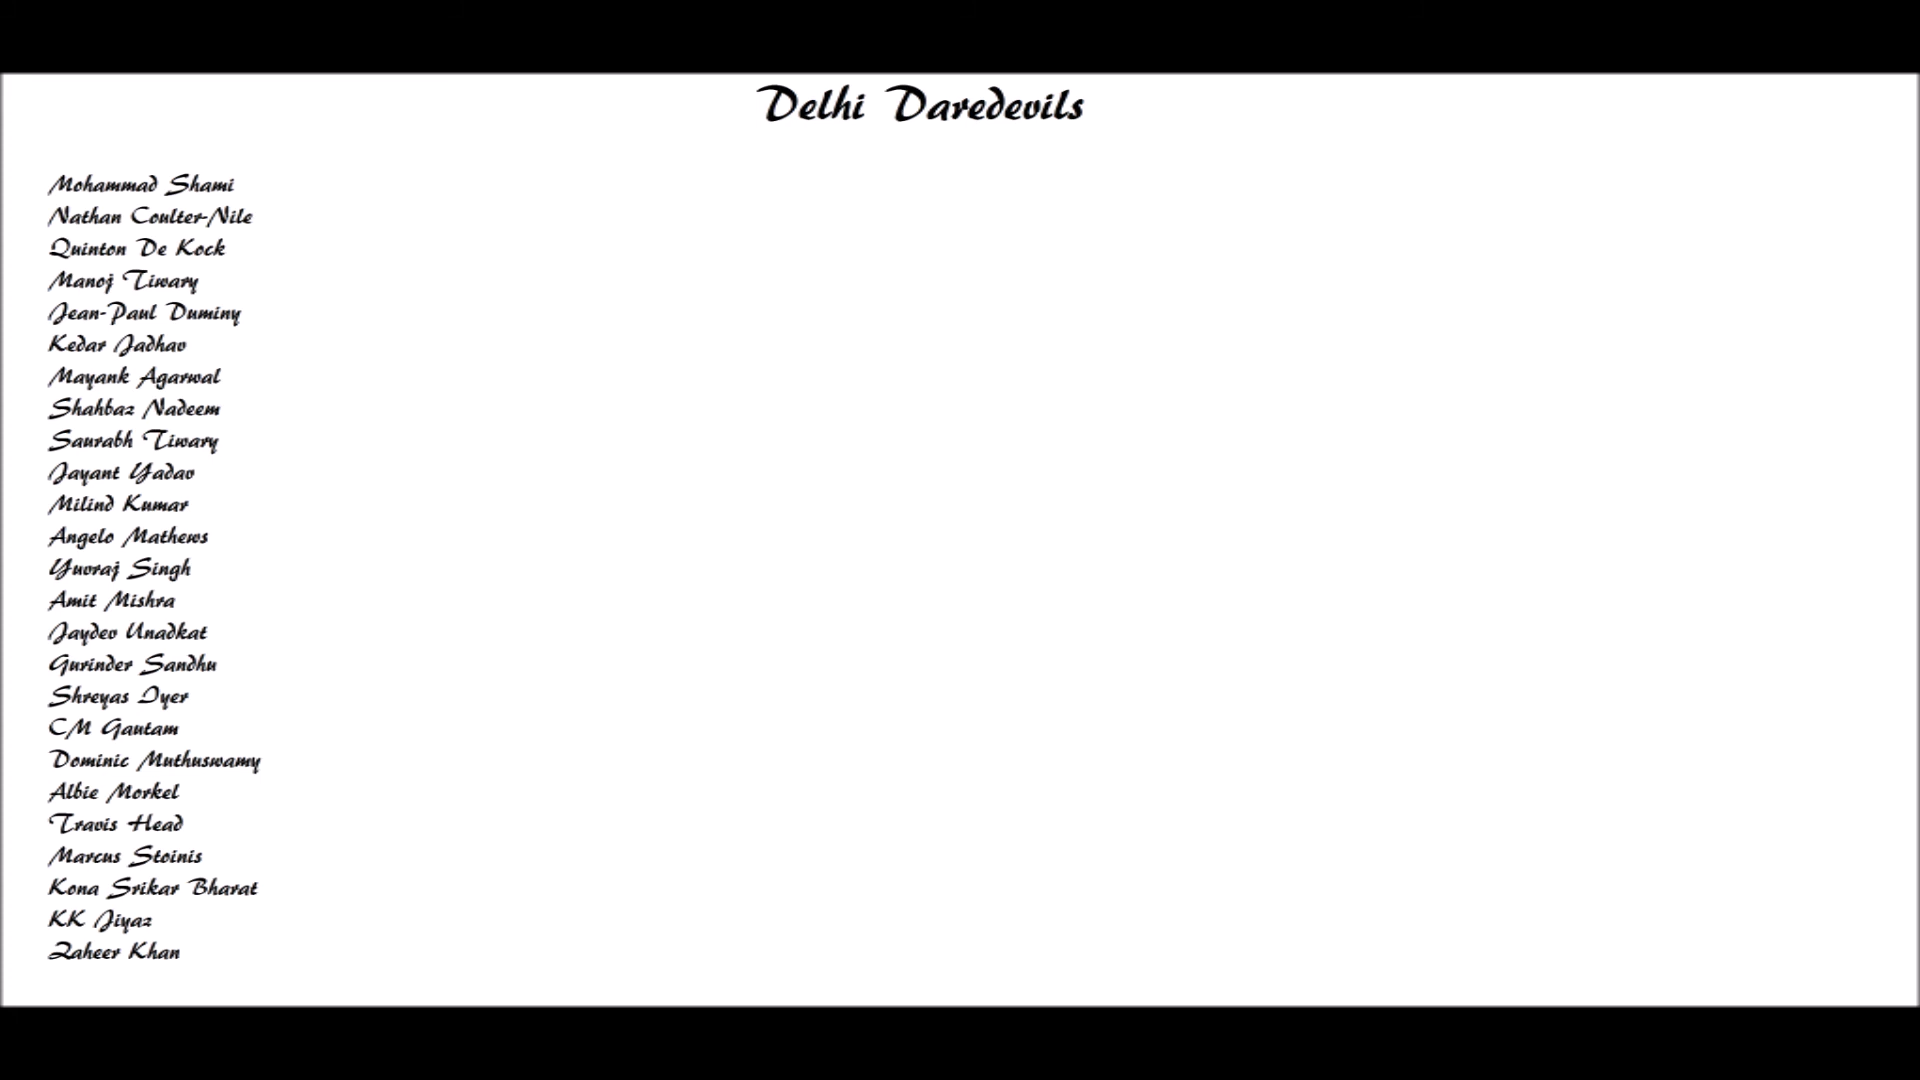 Delhi Daredevils
Mohammad Shami
Nathan Coulter-Nile
Quinton De Kock
Manoj Tiwary
Jean-Paul Duminy
Kedar Jadhav
Mayank Agarwal
Shahbaz Nadeem
Saurabh Tiwary
Jayant Yadav
Milind Kumar
Angelo Mathews
Yuvraj Singh
Amit Mishra
Jaydev Unadkat
Gurinder Sandhu
Shreyas Iyer
CM Gautam
Dominic Muthuswamy
Albie Morkel
Travis Head
Marcus Stoinis
Kona Srikar Bharat
KK Jiyaz
Zaheer Khan